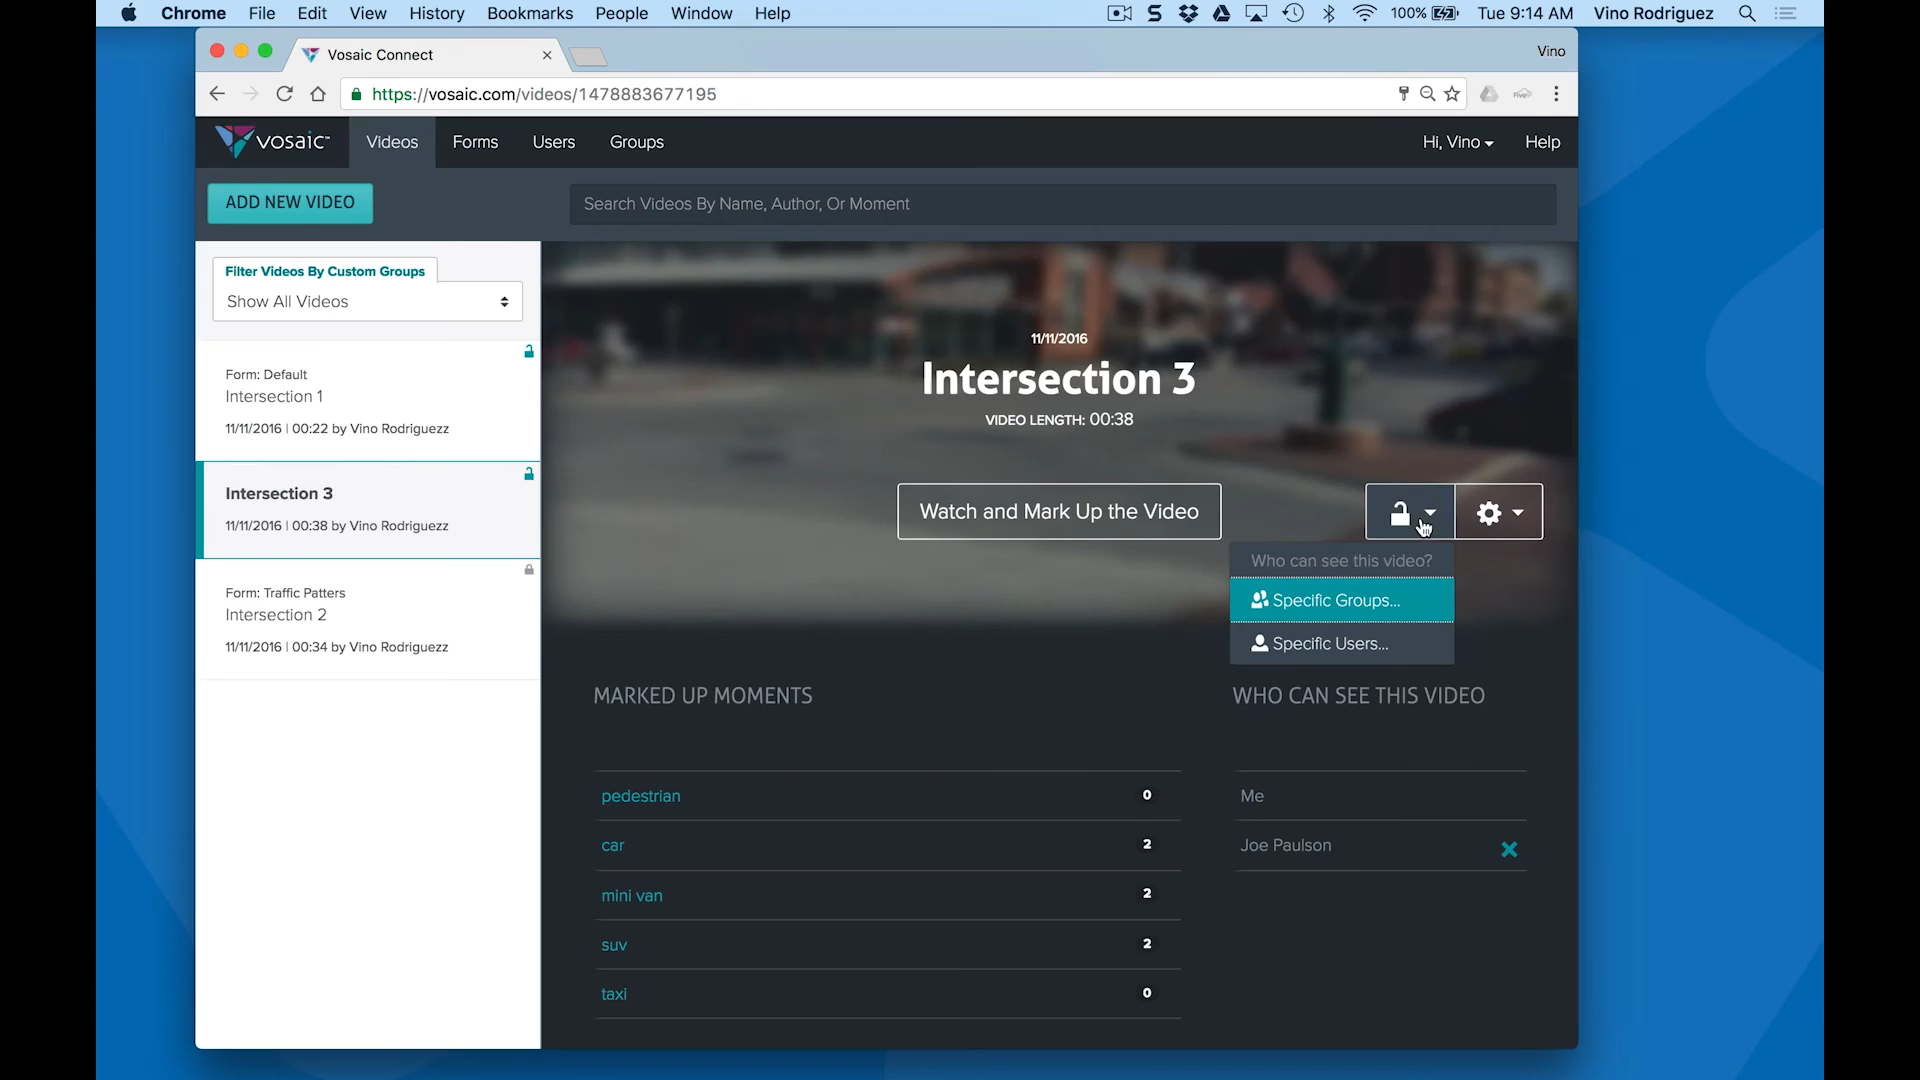 Chrome File Edit View History Bookmarks People Window Help 100% Tue 9:14 AM Vino Rodriguez
Vosaic Connect Vino
https://vosaic.com/videos/1478883677195
vosaic Videos Forms Users Groups Hi, Vino Help
ADD NEW VIDEO Search Videos By Name, Author, Or Moment
Filter Videos By Custom Groups
Show All Videos
Form: Default
Intersection 1
11/11/2016 | 00:22 by Vino Rodriguezz
Intersection 3
11/11/2016 | 00:38 by Vino Rodriguezz
Form: Traffic Patters
Intersection 2
11/11/2016 | 00:34 by Vino Rodriguezz
11/11/2016
Intersection 3
VIDEO LENGTH: 00:38
Watch and Mark Up the Video
Who can see this video?
Specific Groups...
Specific Users...
MARKED UP MOMENTS
pedestrian 0
car 2
mini van 2
suv 2
taxi 0
WHO CAN SEE THIS VIDEO
Me
Joe Paulson